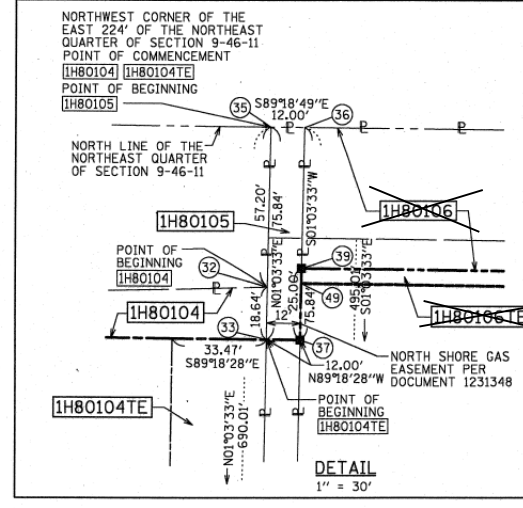 NORTHWEST CORNER OF THE
EAST 224' OF THE NORTHEAST
QUARTER OF SECTION 9-46-11
POINT OF COMMENCEMENT
1H80104 1H80104TE
POINT OF BEGINNING
1H80105
35
S89°18'49"E
12.00'
36
P P P
NORTH LINE OF THE
NORTHEAST QUARTER
OF SECTION 9-46-11
P P
57.20'
75.84'
S01°03'33"W
1H80106
1H80105
POINT OF
BEGINNING
1H80104
P P
39
32
N01°03'33"E
25.06'
495.01'
S01°03'33"E
P
49
75.84'
18.64'
12'
1H80104
1H80106TE
33
37
33.47'
S89°18'28"E
12.00'
N89°18'28"W
NORTH SHORE GAS
EASEMENT PER
DOCUMENT 1231348
POINT OF
BEGINNING
1H80104TE
1H80104TE
N01°03'33"E
690.01'
P P
DETAIL
1" = 30'